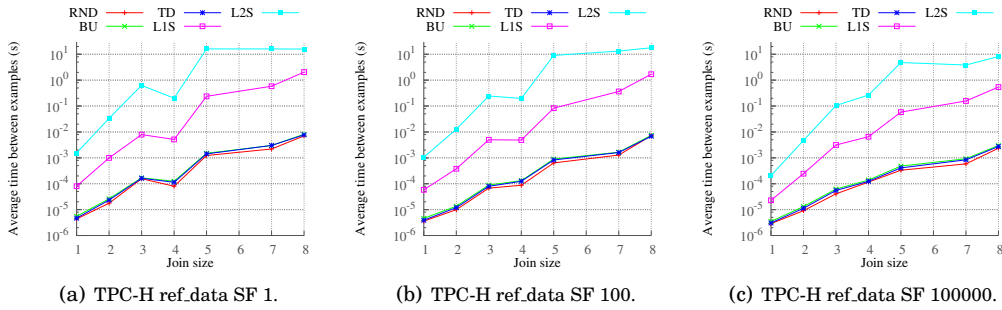 RND TD L2S
BU L1S
Average time between examples (s)
10^1
10^0
10^-1
10^-2
10^-3
10^-4
10^-5
10^-6
1 2 3 4 5 6 7 8
Join size
(a) TPC-H ref_data SF 1.
RND TD L2S
BU L1S
Average time between examples (s)
10^1
10^0
10^-1
10^-2
10^-3
10^-4
10^-5
10^-6
1 2 3 4 5 6 7 8
Join size
(b) TPC-H ref_data SF 100.
RND TD L2S
BU L1S
Average time between examples (s)
10^1
10^0
10^-1
10^-2
10^-3
10^-4
10^-5
10^-6
1 2 3 4 5 6 7 8
Join size
(c) TPC-H ref_data SF 100000.